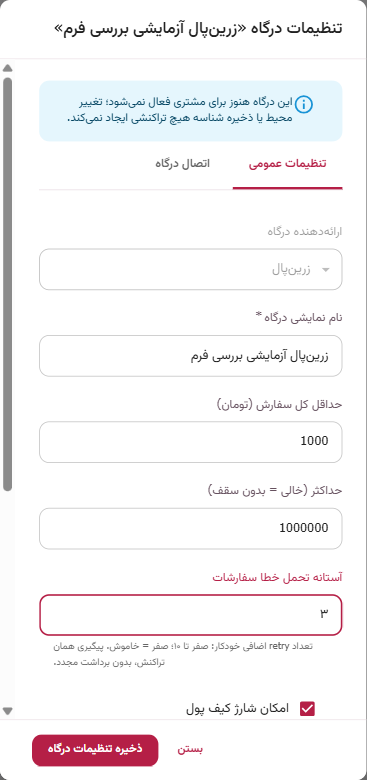 تنظیمات درگاه «زرین‌پال آزمایشی بررسی فرم»
این درگاه هنوز برای مشتری فعال نمی‌شود؛ تغییر
محیط یا ذخیره شناسه هیچ تراکنشی ایجاد نمی‌کند.
تنظیمات عمومی
اتصال درگاه
ارائه‌دهنده درگاه
زرین‌پال
نام نمایشی درگاه *
زرین‌پال آزمایشی بررسی فرم
حداقل کل سفارش (تومان)
1000
حداکثر (خالی = بدون سقف)
1000000
آستانه تحمل خطا سفارشات
۳
تعداد retry اضافی خودکار: صفر تا ۱۰؛ صفر = خاموش، پیگیری همان
تراکنش، بدون برداشت مجدد.
امکان شارژ کیف پول
بستن
ذخیره تنظیمات درگاه